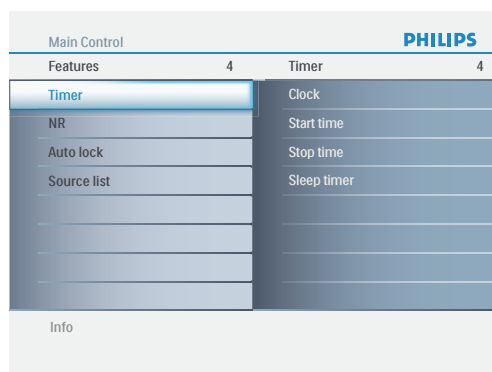 Main Control PHILIPS
Features 4 Timer 4
Timer Clock
NR Start time
Auto lock Stop time
Source list Sleep timer
Info